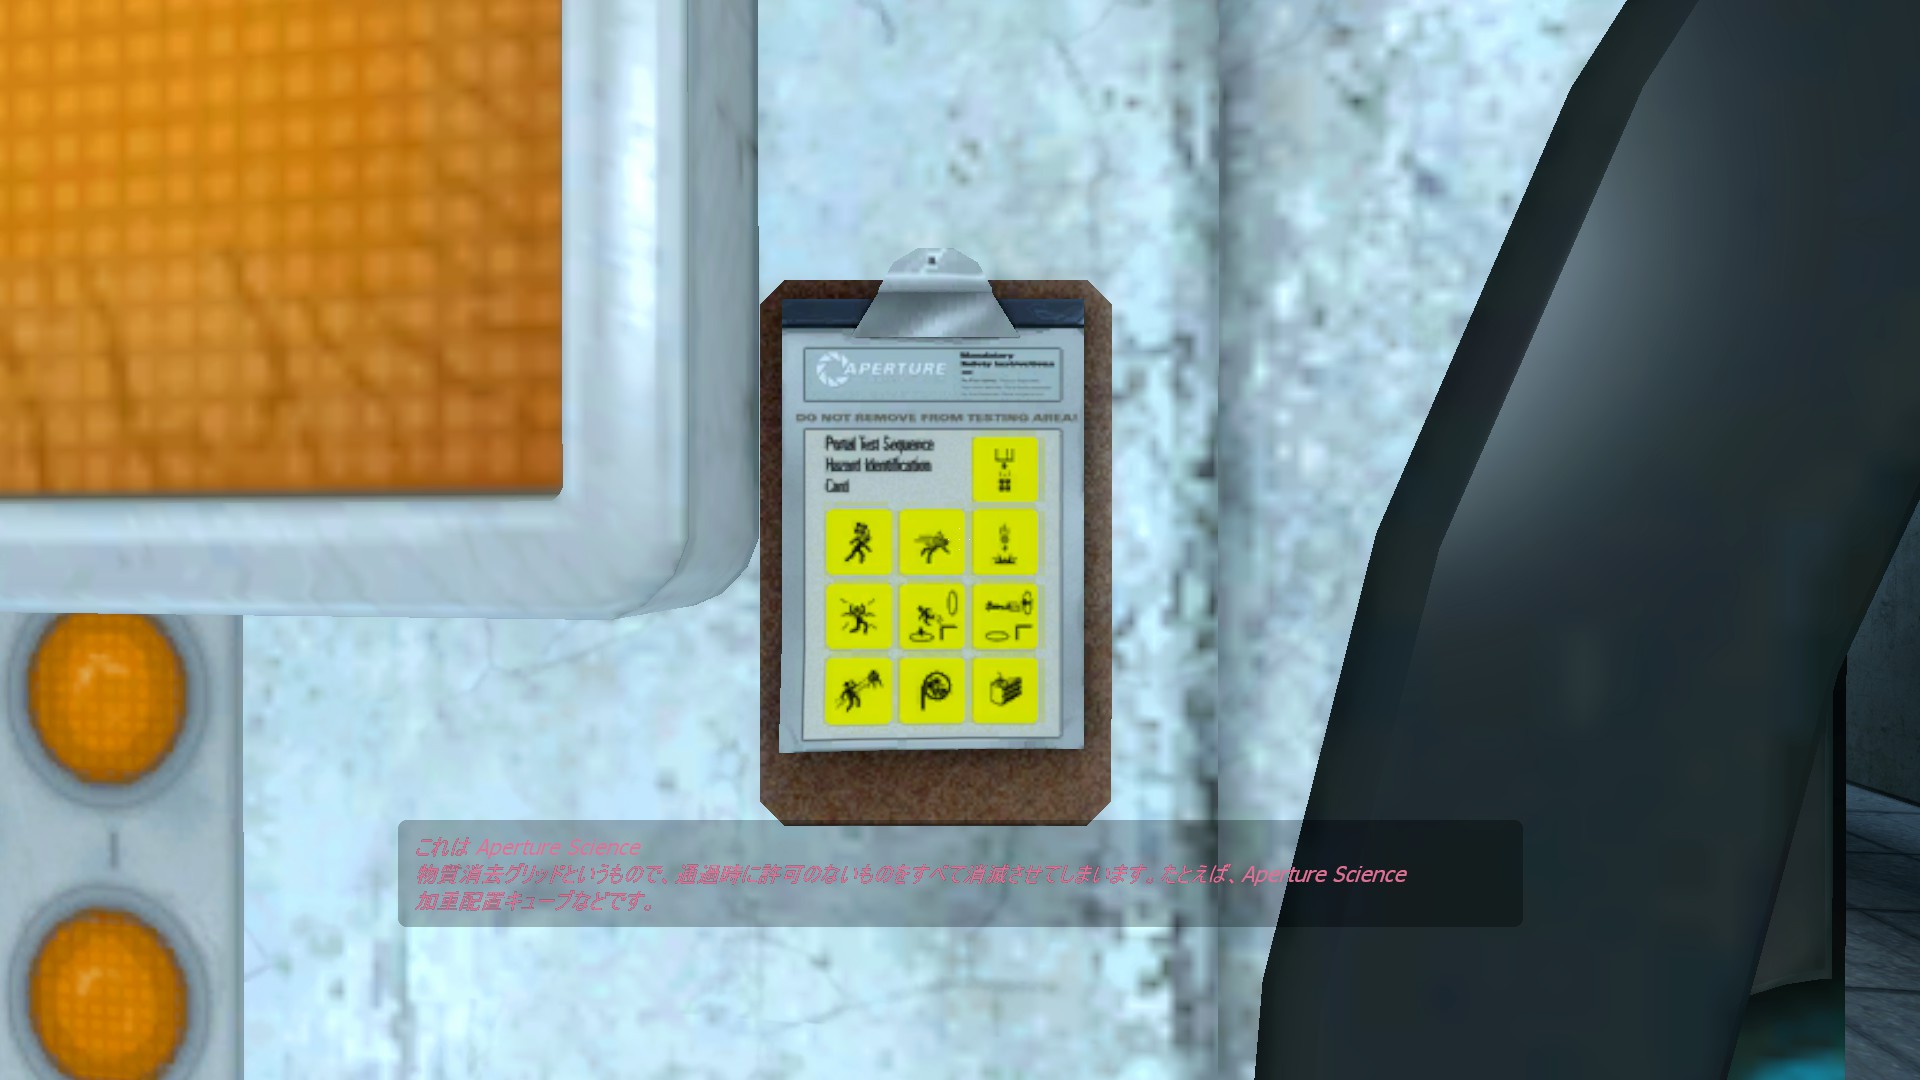 APERTURE
Mandatory
Safety Instructions
DO NOT REMOVE FROM TESTING AREA!
Portal Test Sequence
Hazard Identification
Card
これは Aperture Science
物質消去グリッドというもので、通過時に許可のないものをすべて消滅させてしまいます。たとえば、Aperture Science
加重配置キューブなどです。